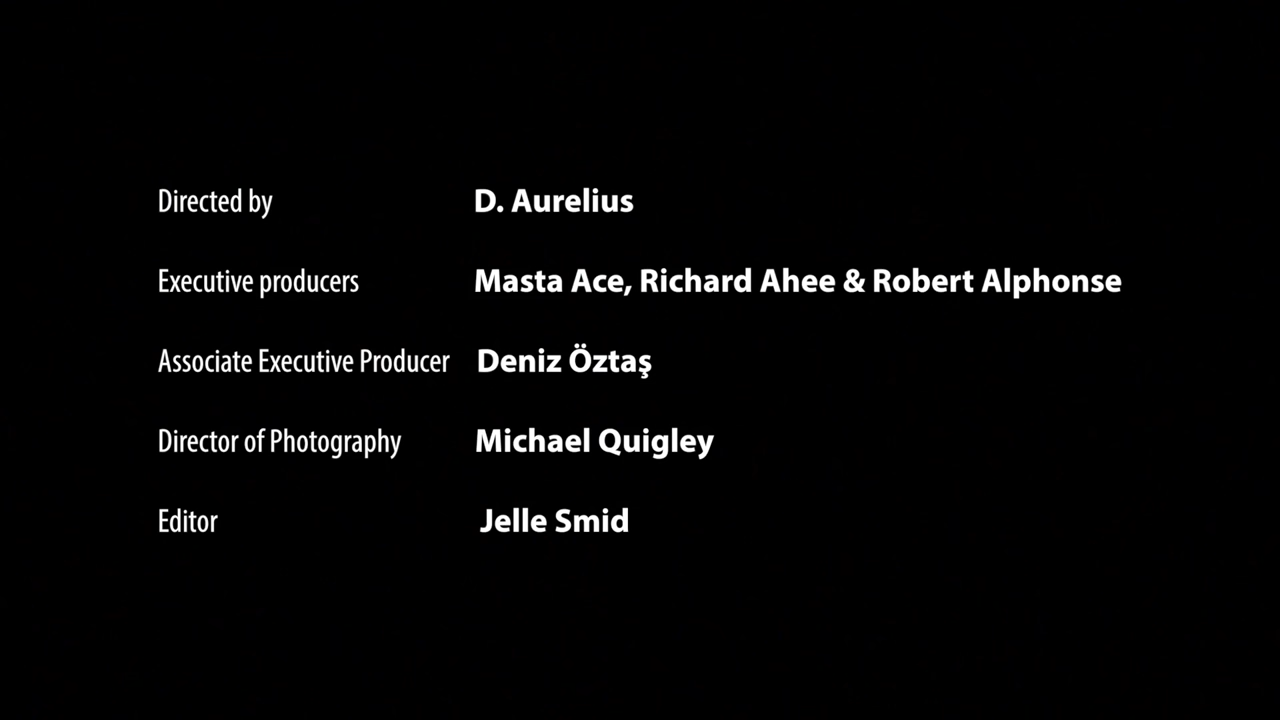 Directed by D. Aurelius
Executive producers Masta Ace, Richard Ahee & Robert Alphonse
Associate Executive Producer Deniz Öztaş
Director of Photography Michael Quigley
Editor Jelle Smid